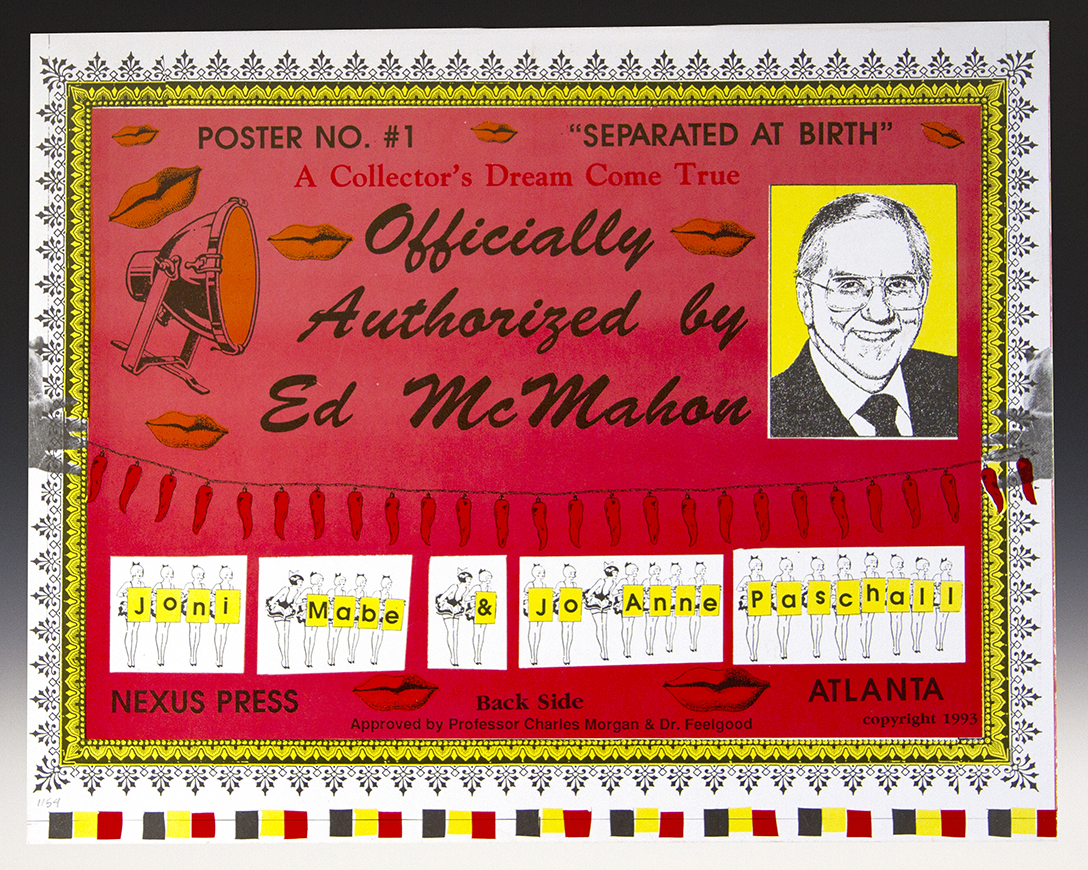 POSTER NO. #1 “SEPARATED AT BIRTH”
A Collector's Dream Come True
Officially
Authorized by
Ed McMahon
Joni Mabe & Jo Anne Paschall
NEXUS PRESS Back Side ATLANTA
Approved by Professor Charles Morgan & Dr. Feelgood
copyright 1993
1154